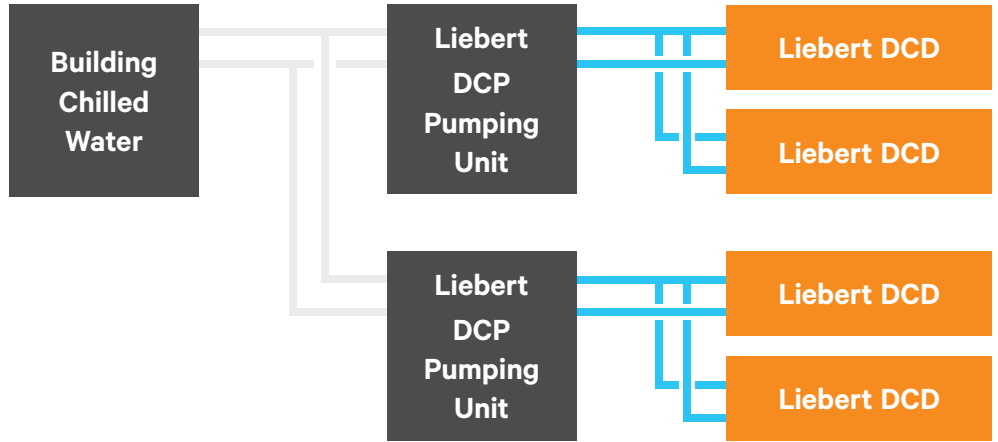 Building
Chilled
Water
Liebert
DCP
Pumping
Unit
Liebert DCD
Liebert DCD
Liebert
DCP
Pumping
Unit
Liebert DCD
Liebert DCD